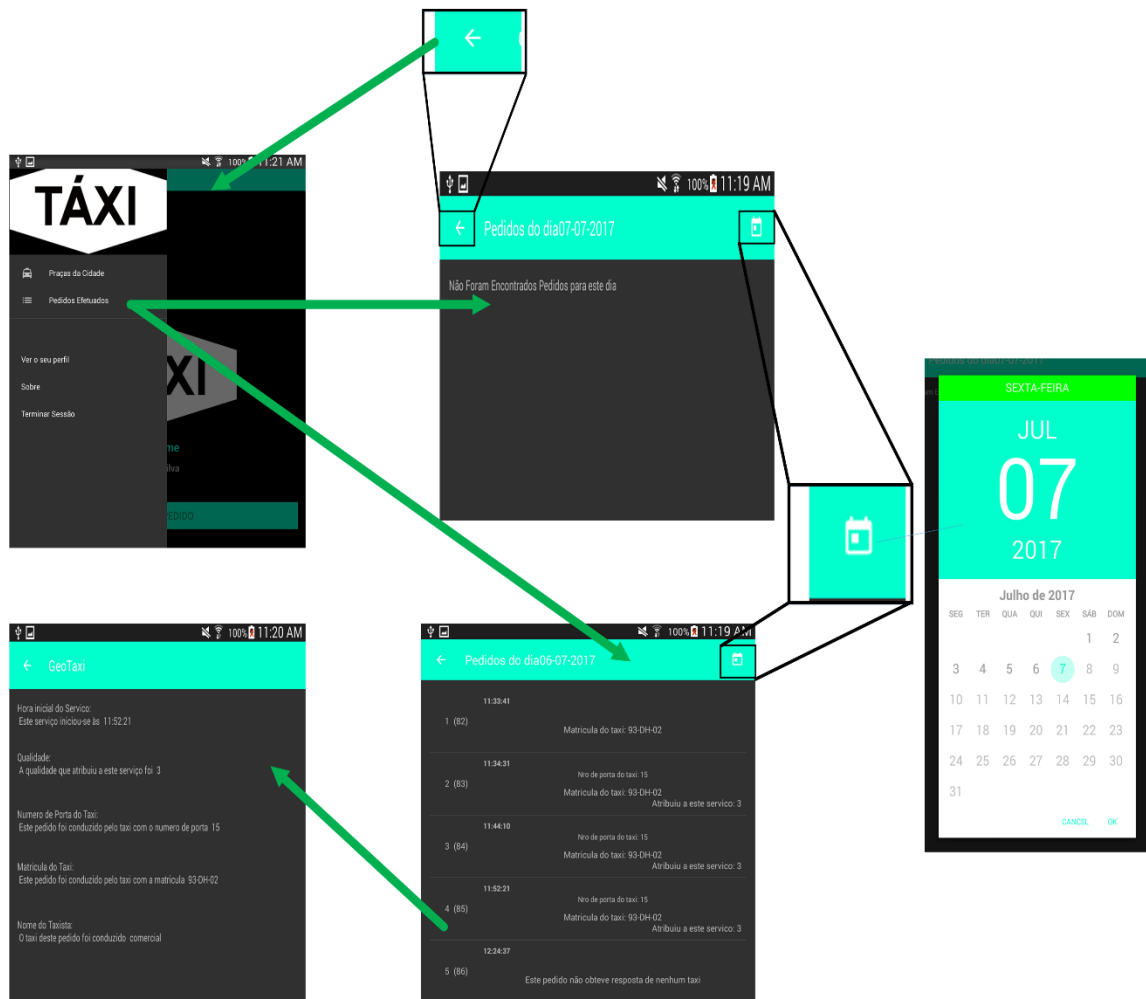 11:21 AM
100%
TÁXI
Praças da Cidade
Pedidos Efetuados
Ver o seu perfil
Sobre
Terminar Sessão
XI
me
ilva
PEDIDO
100% 11:19 AM
Pedidos do dia07-07-2017
Não Foram Encontrados Pedidos para este dia
SEXTA-FEIRA
JUL
07
2017
Julho de 2017
SEG TER QUA QUI SEX SÁB DOM
1 2
3 4 5 6 7 8 9
10 11 12 13 14 15 16
17 18 19 20 21 22 23
24 25 26 27 28 29 30
31
CANCEL OK
100% 11:20 AM
GeoTaxi
Hora inicial do Servico:
Este serviço iniciou-se às 11:52:21
Qualidade:
A qualidade que atribuiu a este serviço foi 3
Numero de Porta do Taxi:
Este pedido foi conduzido pelo taxi com o numero de porta 15
Matricula do Taxi:
Este pedido foi conduzido pelo taxi com a matricula 93-DH-02
Nome do Taxista:
O taxi deste pedido foi conduzido comercial
100% 11:19 AM
Pedidos do dia06-07-2017
11:33:41
1 (82)
Matricula do taxi: 93-DH-02
11:34:31
Nro de porta do taxi: 15
2 (83)
Matricula do taxi: 93-DH-02
Atribuiu a este servico: 3
11:44:10
Nro de porta do taxi: 15
3 (84)
Matricula do taxi: 93-DH-02
Atribuiu a este servico: 3
11:52:21
Nro de porta do taxi: 15
4 (85)
Matricula do taxi: 93-DH-02
Atribuiu a este servico: 3
12:24:37
5 (86)
Este pedido não obteve resposta de nenhum taxi